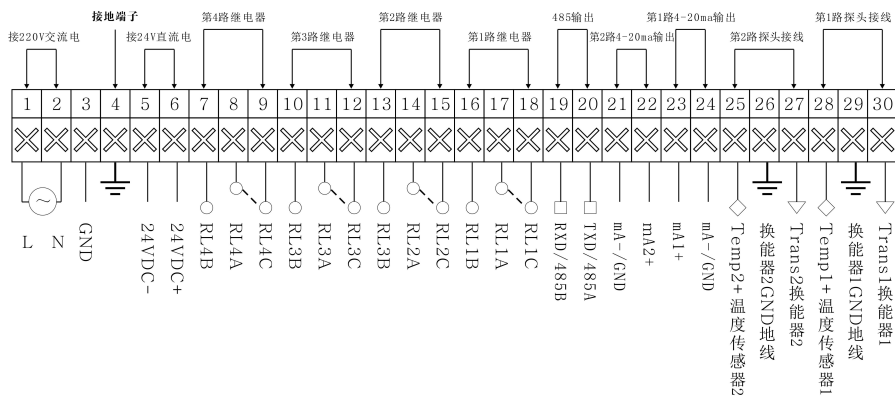 接地端子
第4路继电器
第2路继电器
485输出
第1路4-20ma输出
第1路探头接线
接220V交流电
接24V直流电
第3路继电器
第1路继电器
第2路4-20ma输出
第2路探头接线
1 2 3 4 5 6 7 8 9 10 11 12 13 14 15 16 17 18 19 20 21 22 23 24 25 26 27 28 29 30
~
L
N
GND
24VDC-
24VDC+
RL4B
RL4A
RL4C
RL3B
RL3A
RL3C
RL3B
RL2A
RL2C
RL1B
RL1A
RL1C
RXD/485B
TXD/485A
mA-/GND
mA2+
mA1+
mA-/GND
Temp2+温度传感器2
换能器2GND地线
Trans2换能器2
Temp1+温度传感器1
换能器1GND地线
Trans1换能器1